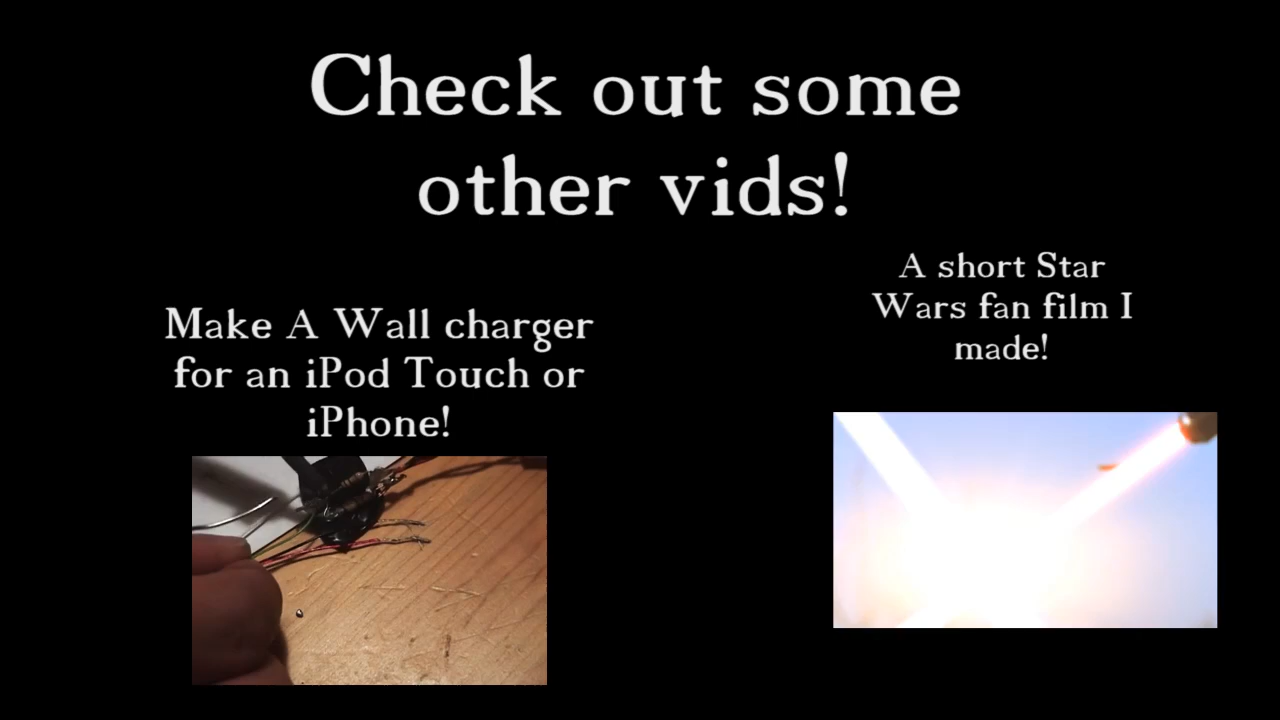 Check out some
other vids!
Make A Wall charger
for an iPod Touch or
iPhone!
A short Star
Wars fan film I
made!